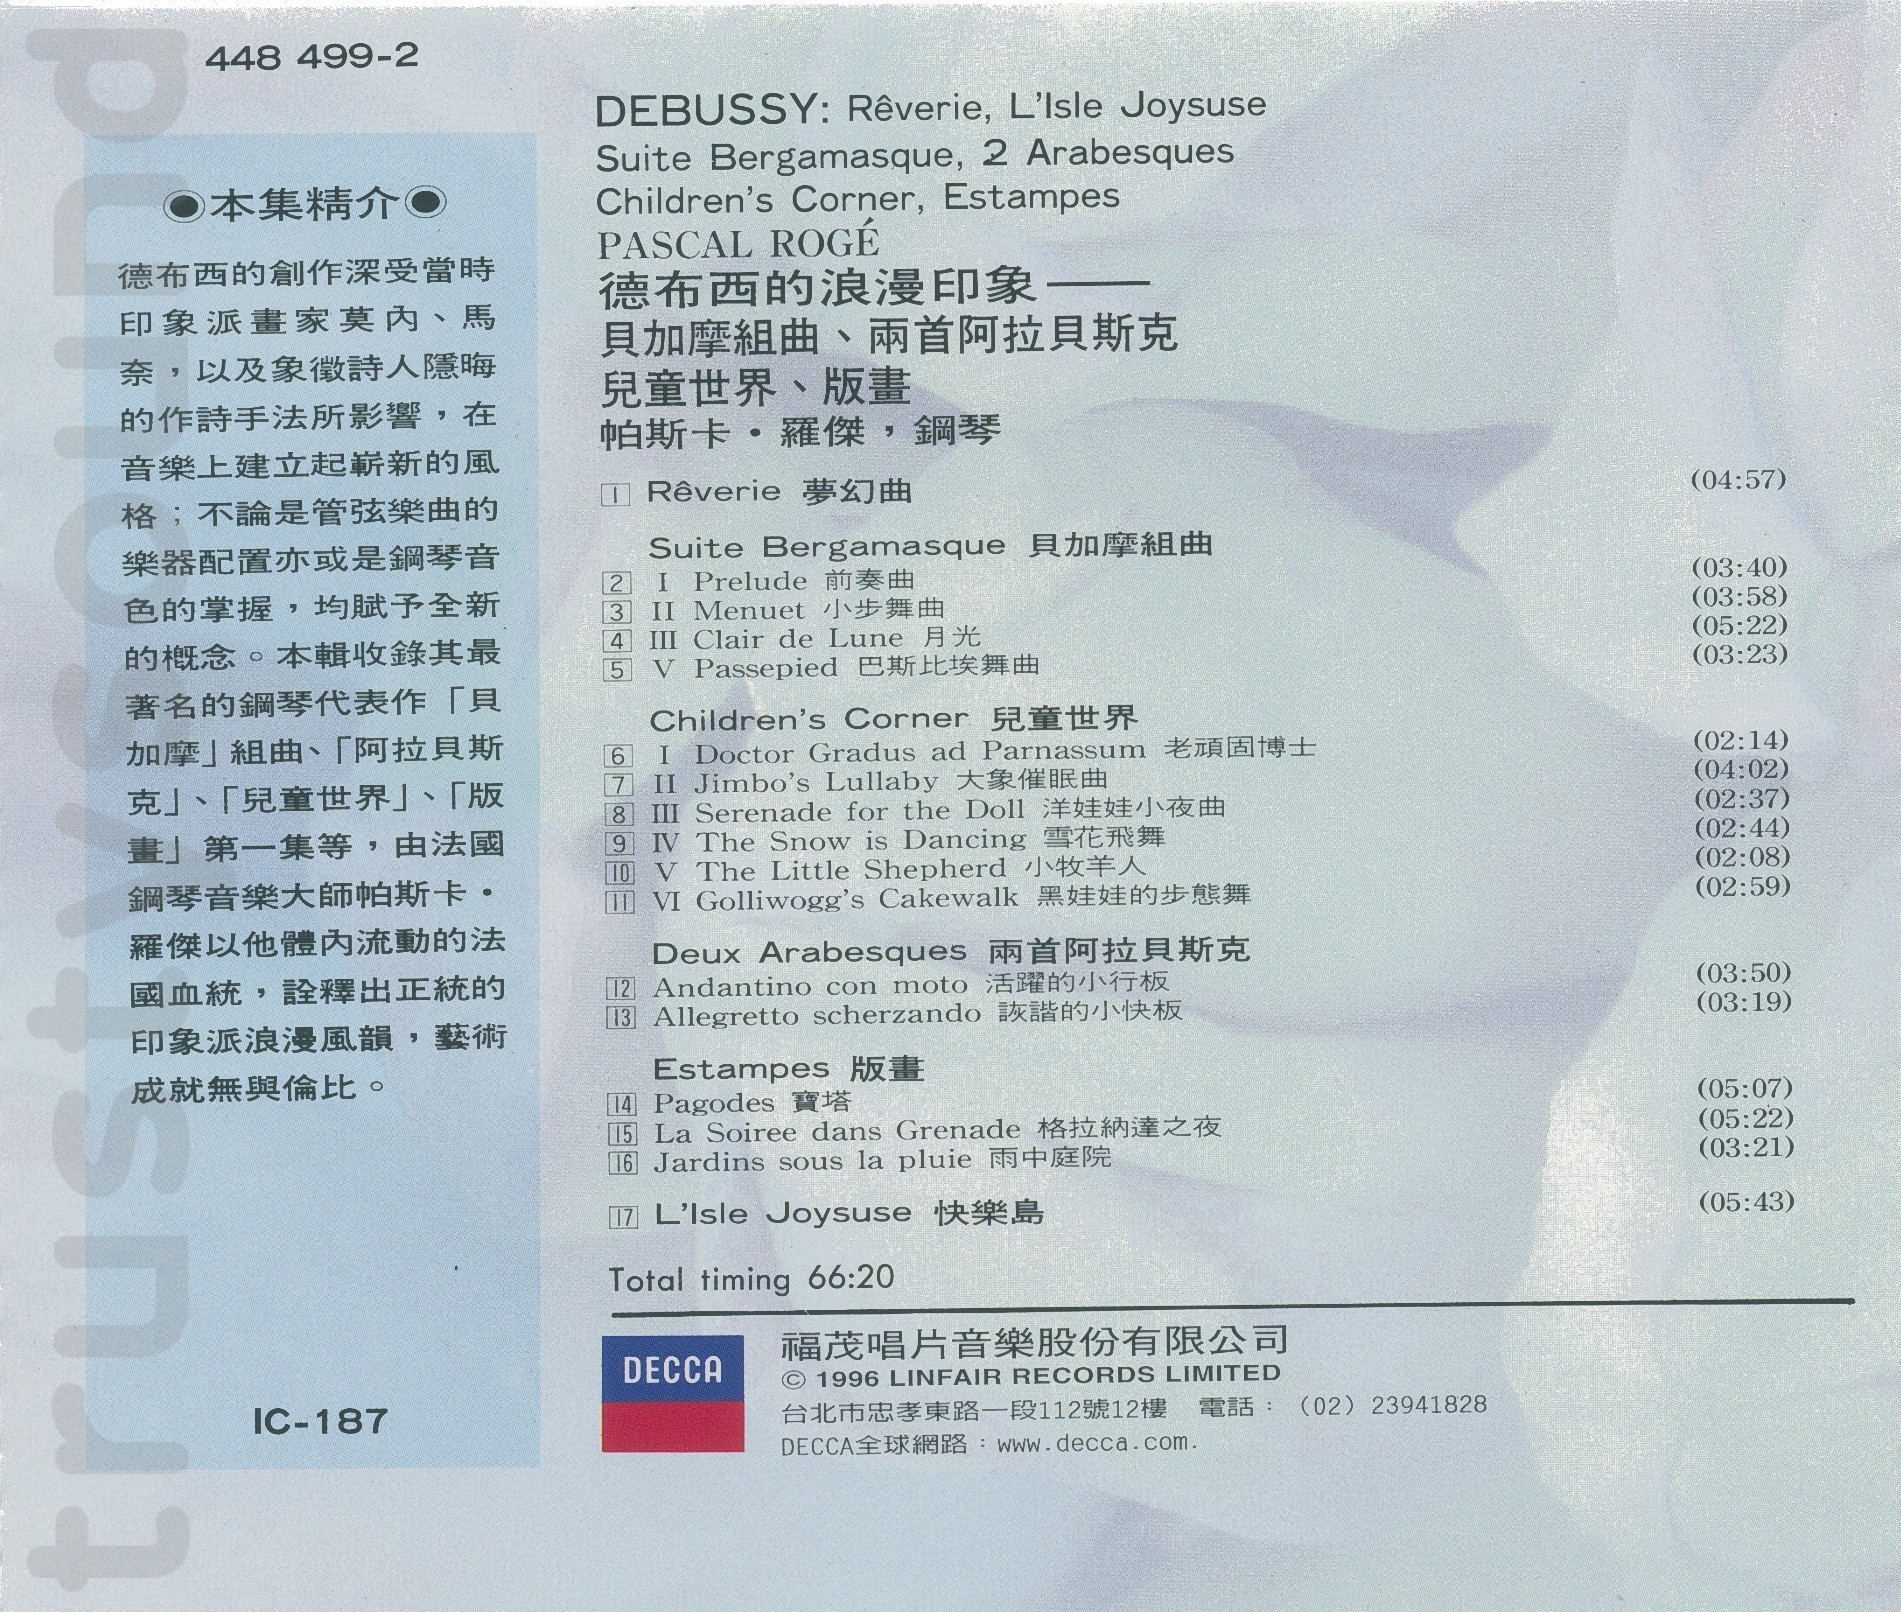 448 499-2
●本集精介●
德布西的創作深受當時
印象派畫家莫內、馬
奈，以及象徵詩人隱晦
的作詩手法所影響，在
音樂上建立起嶄新的風
格；不論是管弦樂曲的
樂器配置亦或是鋼琴音
色的掌握，均賦予全新
的概念。本輯收錄其最
著名的鋼琴代表作「貝
加摩」組曲、「阿拉貝斯
克」、「兒童世界」、「版
畫」第一集等，由法國
鋼琴音樂大師帕斯卡·
羅傑以他體內流動的法
國血統，詮釋出正統的
印象派浪漫風韻，藝術
成就無與倫比。
IC-187
DEBUSSY: Rêverie, L'Isle Joysuse
Suite Bergamasque, 2 Arabesques
Children's Corner, Estampes
PASCAL ROGÉ
德布西的浪漫印象——
貝加摩組曲、兩首阿拉貝斯克
兒童世界、版畫
帕斯卡·羅傑，鋼琴
1 Rêverie 夢幻曲 (04:57)
Suite Bergamasque 貝加摩組曲
2 I Prelude 前奏曲 (03:40)
3 II Menuet 小步舞曲 (03:58)
4 III Clair de Lune 月光 (05:22)
5 V Passepied 巴斯比埃舞曲 (03:23)
Children's Corner 兒童世界
6 I Doctor Gradus ad Parnassum 老頑固博士 (02:14)
7 II Jimbo's Lullaby 大象催眠曲 (04:02)
8 III Serenade for the Doll 洋娃娃小夜曲 (02:37)
9 IV The Snow is Dancing 雪花飛舞 (02:44)
10 V The Little Shepherd 小牧羊人 (02:08)
11 VI Golliwogg's Cakewalk 黑娃娃的步態舞 (02:59)
Deux Arabesques 兩首阿拉貝斯克
12 Andantino con moto 活躍的小行板 (03:50)
13 Allegretto scherzando 詼諧的小快板 (03:19)
Estampes 版畫
14 Pagodes 寶塔 (05:07)
15 La Soiree dans Grenade 格拉納達之夜 (05:22)
16 Jardins sous la pluie 雨中庭院 (03:21)
17 L'Isle Joysuse 快樂島 (05:43)
Total timing 66:20
DECCA
福茂唱片音樂股份有限公司
© 1996 LINFAIR RECORDS LIMITED
台北市忠孝東路一段112號12樓 電話：（02）23941828
DECCA全球網路：www.decca.com.
trustysound